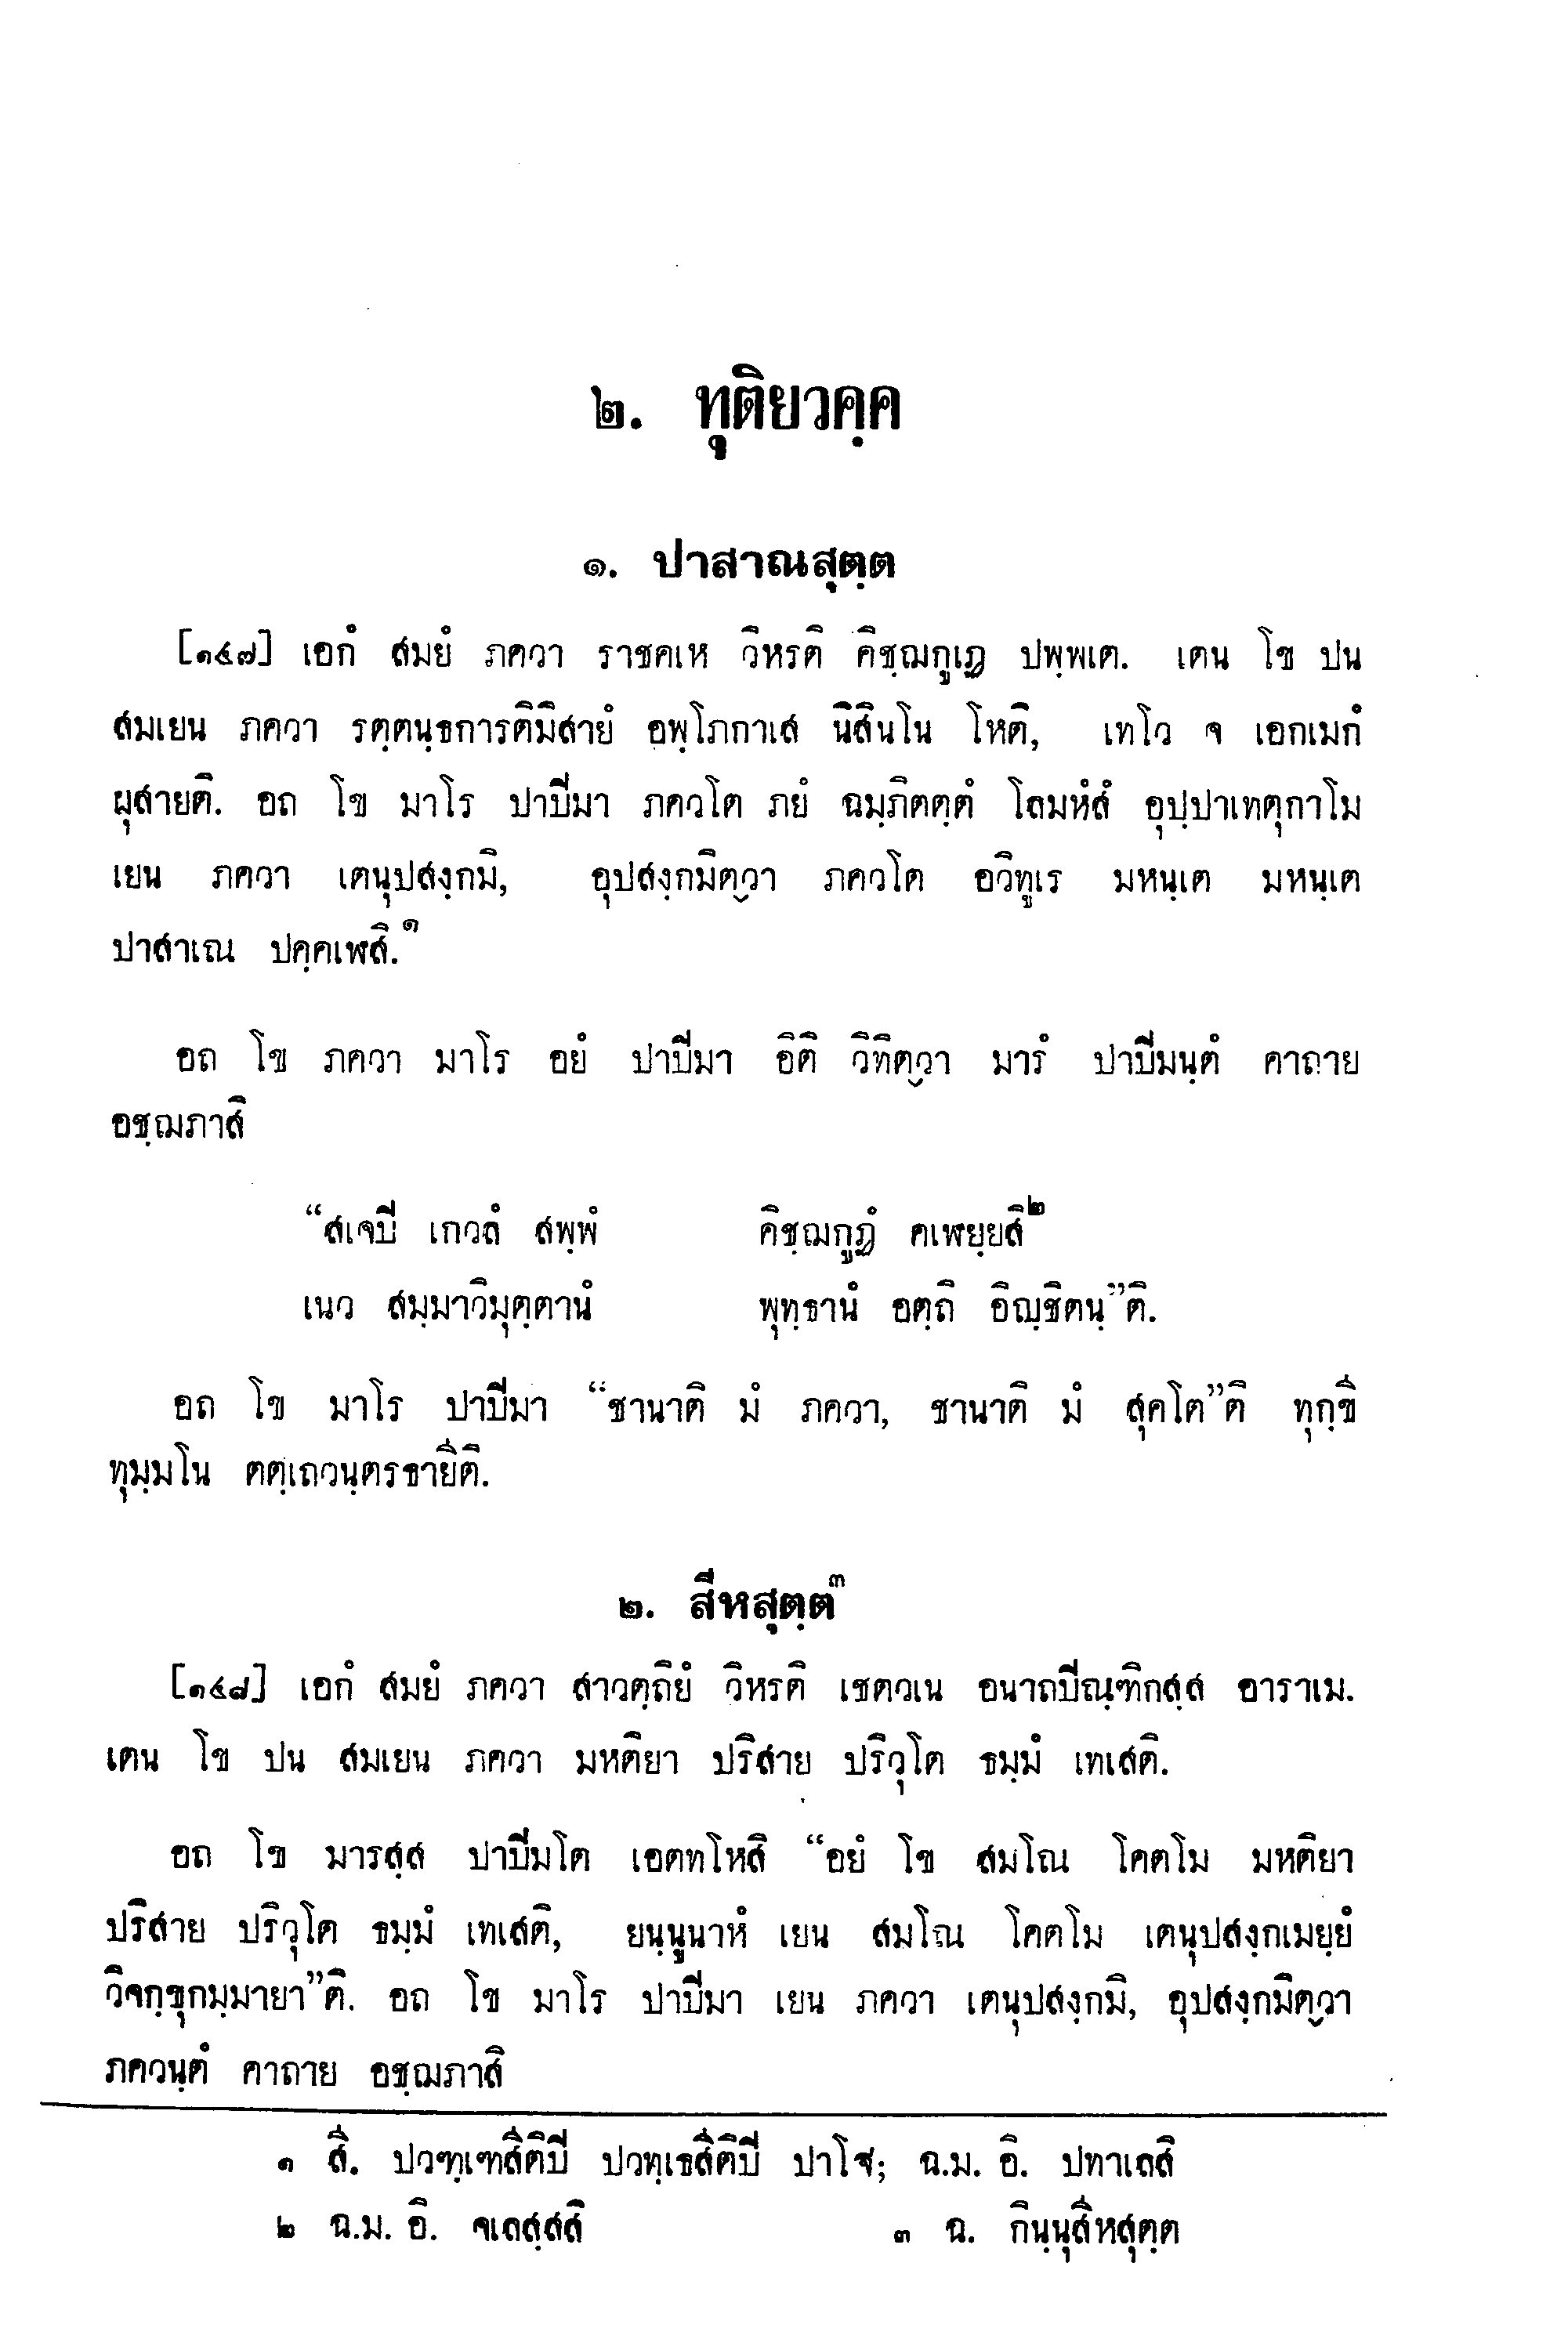 ๒. ทุติยวคฺค
๑. ปาสาณสุตฺต
[๑๔๗] เอกํ สมยํ ภควา ราชคเห วิหรติ คิชฺฌกูเฏ ปพฺพเต. เตน โข ปน
สมเยน ภควา รตฺตนฺธการติมิสายํ อพฺโภกาเส นิสินฺโน โหติ, เทโว จ เอกเมกํ
ผุสายติ. อถ โข มาโร ปาปิมา ภควโต ภยํ ฉมฺภิตตฺตํ โลมหํสํ อุปฺปาเทตุกาโม
เยน ภควา เตนุปสงฺกมิ, อุปสงฺกมิตฺวา ภควโต อวิทูเร มหนฺเต มหนฺเต
ปาสาเณ ปคฺคเฬสิ.๑
อถ โข ภควา มาโร อยํ ปาปิมา อิติ วิทิตฺวา มารํ ปาปิมนฺตํ คาถาย
อชฺฌภาสิ
“สเจปิ เกวลํ สพฺพํ คิชฺฌกูฏํ คเฬยฺยสิ๒
เนว สมฺมาวิมุตฺตานํ พุทฺธานํ อตฺถิ อิญฺชิตนฺ”ติ.
อถ โข มาโร ปาปิมา “ชานาติ มํ ภควา, ชานาติ มํ สุคโต”ติ ทุกฺขี
ทุมฺมโน ตตฺเถวนฺตรธายีติ.
๒. สีหสุตฺต๓
[๑๔๘] เอกํ สมยํ ภควา สาวตฺถิยํ วิหรติ เชตวเน อนาถปิณฺฑิกสฺส อาราเม.
เตน โข ปน สมเยน ภควา มหติยา ปริสาย ปริวุโต ธมฺมํ เทเสติ.
อถ โข มารสฺส ปาปิมโต เอตทโหสิ “อยํ โข สมโณ โคตโม มหติยา
ปริสาย ปริวุโต ธมฺมํ เทเสติ, ยนฺนูนาหํ เยน สมโณ โคตโม เตนุปสงฺกเมยฺยํ
วิจกฺขุกมฺมายา”ติ. อถ โข มาโร ปาปิมา เยน ภควา เตนุปสงฺกมิ, อุปสงฺกมิตฺวา
ภควนฺตํ คาถาย อชฺฌภาสิ
๑ สี. ปวฑฺเฒสีติปิ ปวทฺเธสีติปิ ปาโฐ; ฉ.ม. อิ. ปทาเลสิ
๒ ฉ.ม. อิ. จเลสฺสสิ ๓ ฉ. กินฺนุสีหสุตฺต